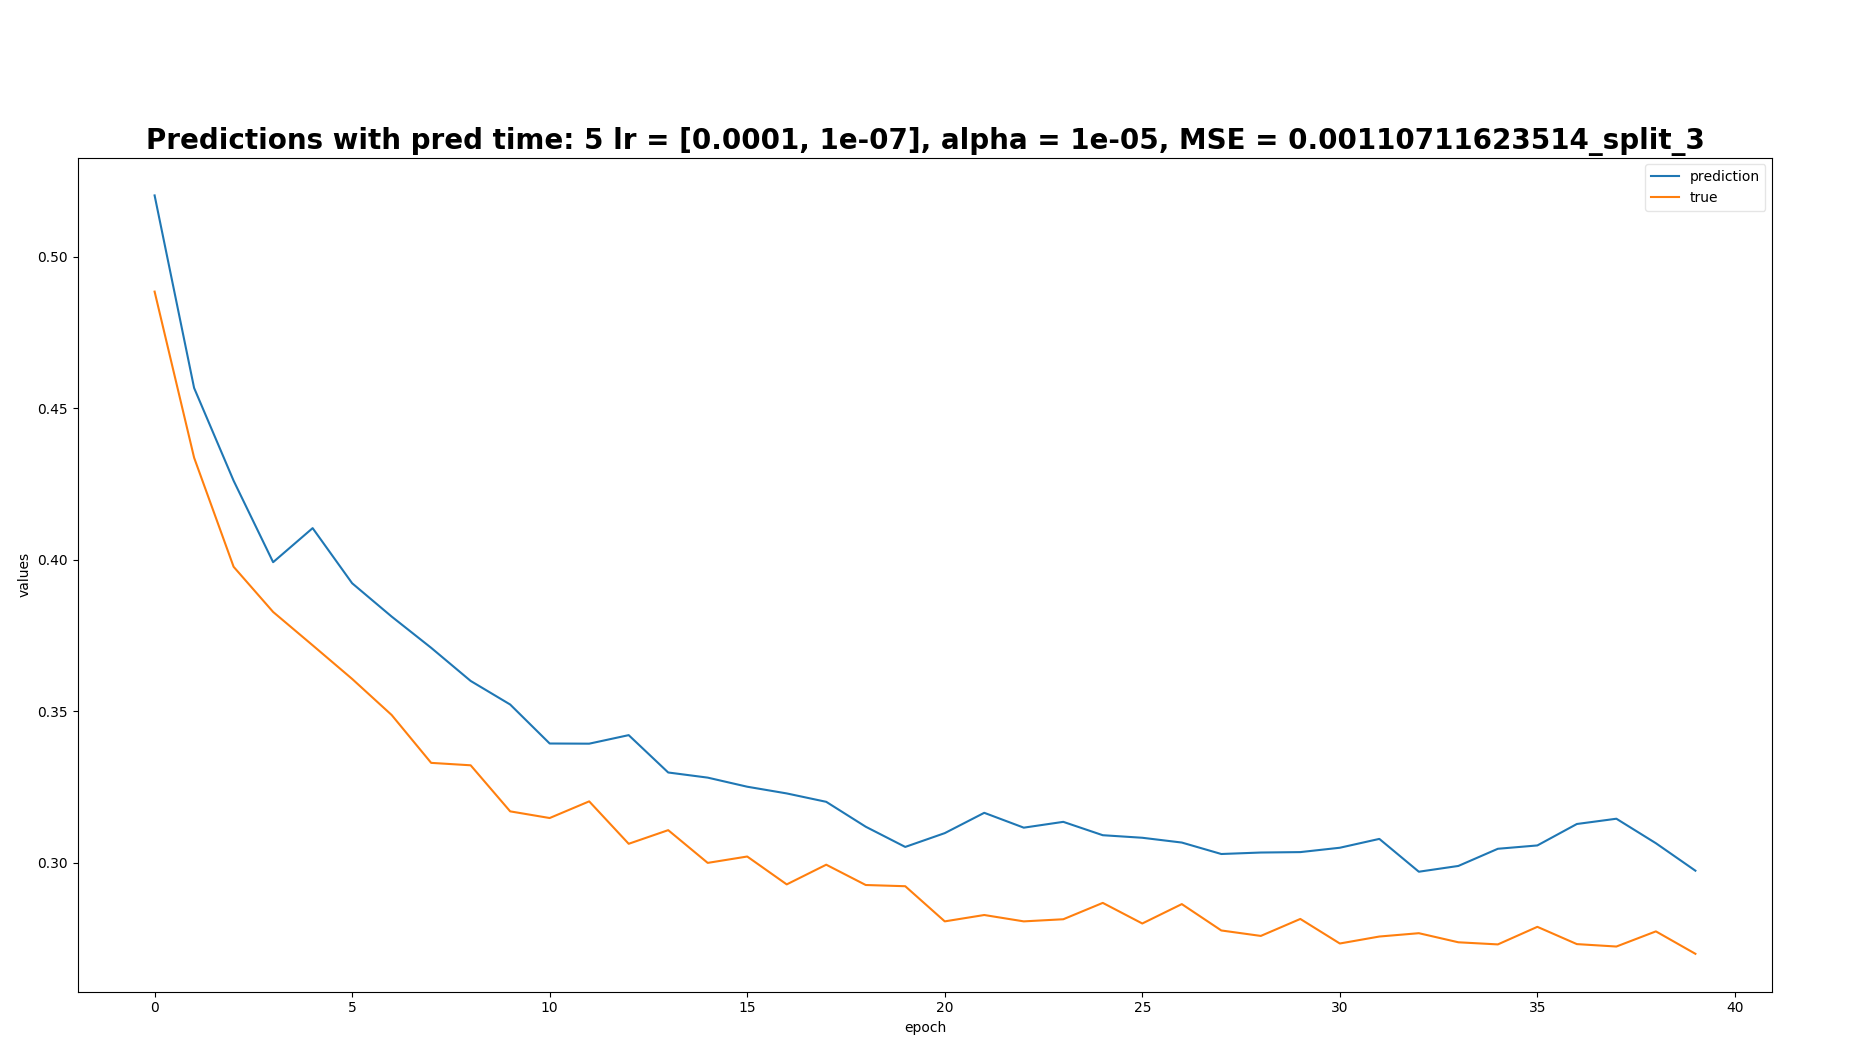 Predictions with pred time: 5 lr = [0.0001, 1e-07], alpha = 1e-05, MSE = 0.00110711623514_split_3
prediction
true
values
0.50
0.45
0.40
0.35
0.30
0 5 10 15 20 25 30 35 40
epoch